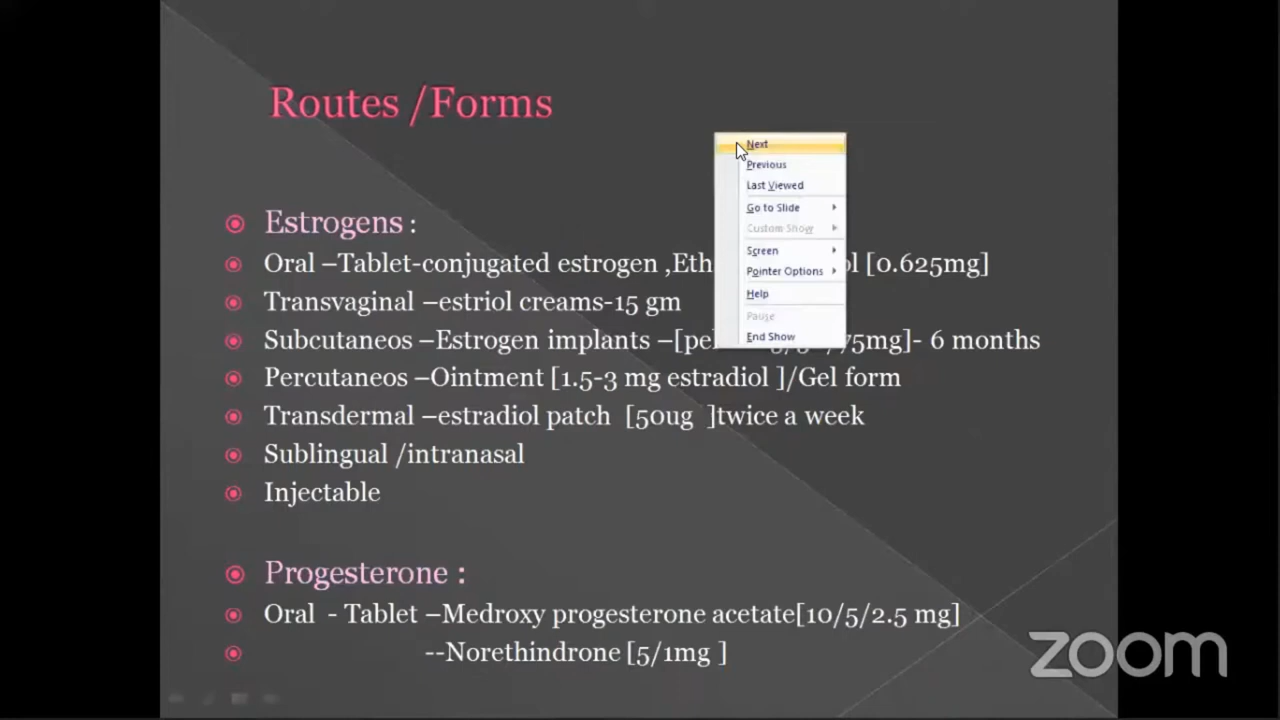 Routes /Forms
Next
Previous
Last Viewed
Go to Slide
Custom Show
Screen
Pointer Options
Help
Pause
End Show
Estrogens :
Oral –Tablet-conjugated estrogen ,Eth [0.625mg]
Transvaginal –estriol creams-15 gm
Subcutaneos –Estrogen implants – 6 months
Percutaneos –Ointment [1.5-3 mg estradiol ]/Gel form
Transdermal –estradiol patch [50ug ]twice a week
Sublingual /intranasal
Injectable
Progesterone :
Oral - Tablet –Medroxy progesterone acetate[10/5/2.5 mg]
--Norethindrone [5/1mg ]
zoom